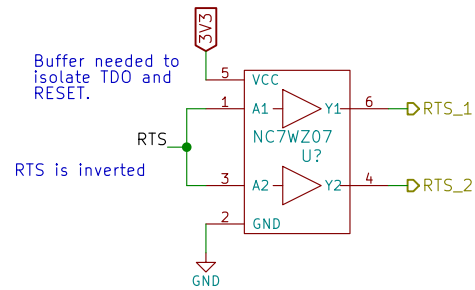 3V3
Buffer needed to
isolate TDO and
RESET.
5
VCC
1
A1
Y1
6
RTS_1
NC7WZ07
U?
RTS
RTS is inverted
3
A2
Y2
4
RTS_2
2
GND
GND